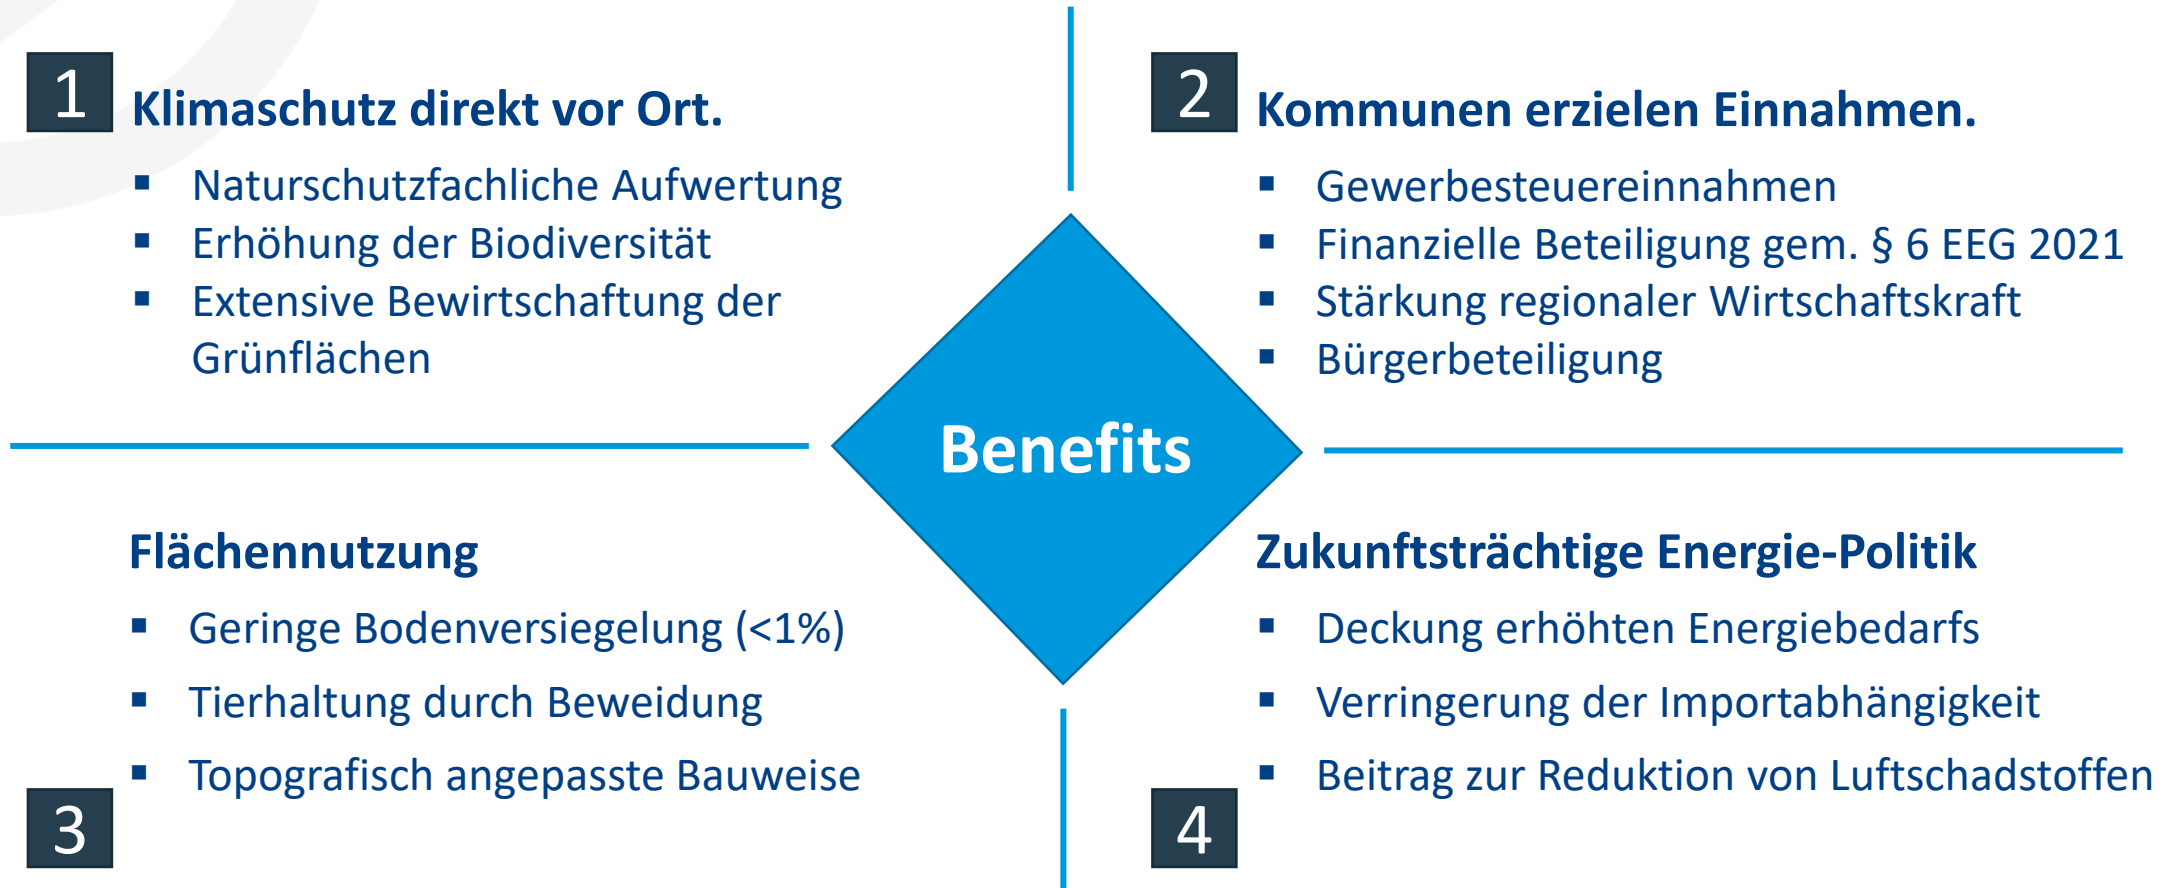 1
Klimaschutz direkt vor Ort.
▪ Naturschutzfachliche Aufwertung
▪ Erhöhung der Biodiversität
▪ Extensive Bewirtschaftung der
Grünflächen
2
Kommunen erzielen Einnahmen.
▪ Gewerbesteuereinnahmen
▪ Finanzielle Beteiligung gem. § 6 EEG 2021
▪ Stärkung regionaler Wirtschaftskraft
▪ Bürgerbeteiligung
Benefits
Flächennutzung
▪ Geringe Bodenversiegelung (<1%)
▪ Tierhaltung durch Beweidung
▪ Topografisch angepasste Bauweise
3
Zukunftsträchtige Energie-Politik
▪ Deckung erhöhten Energiebedarfs
▪ Verringerung der Importabhängigkeit
▪ Beitrag zur Reduktion von Luftschadstoffen
4